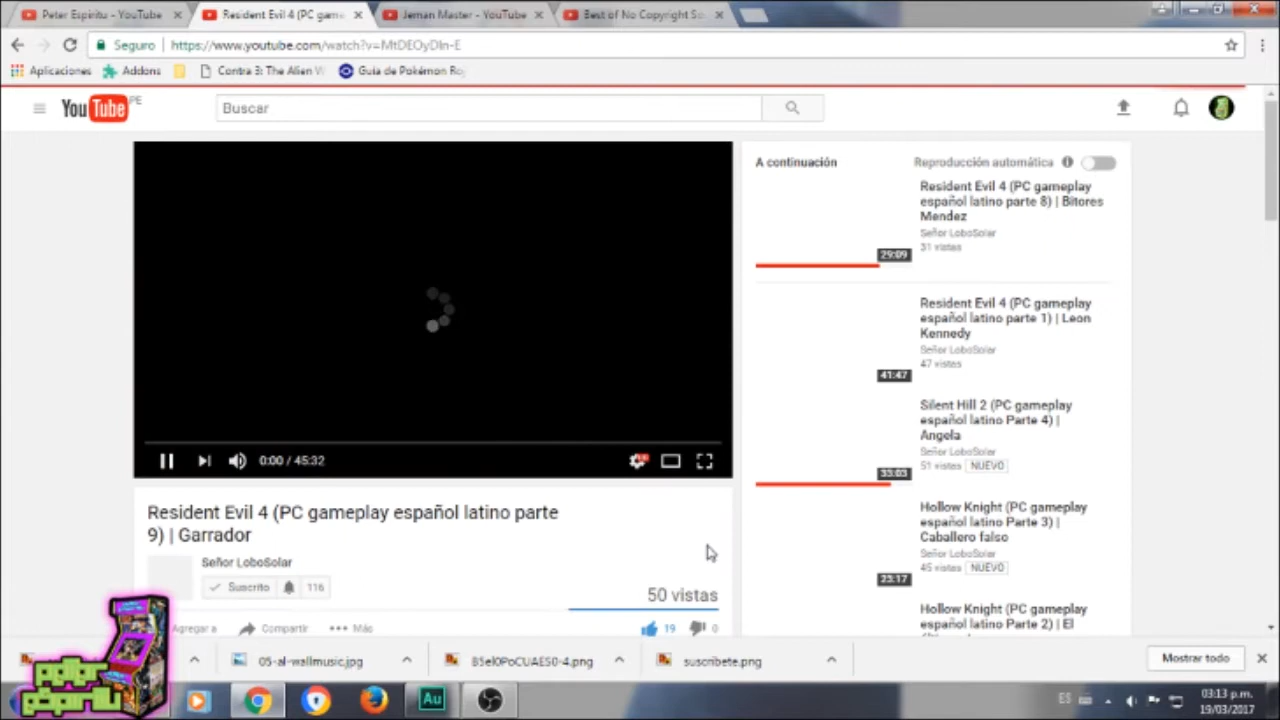 Peter Espiritu - YouTube
Resident Evil 4 (PC game
Jeman Master - YouTube
Best of No Copyright So
Seguro
https://www.youtube.com/watch?v=MtDEOyDIn-E
Aplicaciones
Addons
Contra 3: The Alien W
Guia de Pokémon Ro
YouTube PE
Buscar
A continuación
Reproducción automática
Resident Evil 4 (PC gameplay
español latino parte 8) | Bitores
Mendez
Señor LoboSolar
31 vistas
29:09
Resident Evil 4 (PC gameplay
español latino parte 1) | Leon
Kennedy
Señor LoboSolar
47 vistas
41:47
Silent Hill 2 (PC gameplay
español latino Parte 4) |
Angela
Señor LoboSolar
51 vistas NUEVO
33:03
Hollow Knight (PC gameplay
español latino Parte 3) |
Caballero falso
Señor LoboSolar
45 vistas NUEVO
23:17
Hollow Knight (PC gameplay
español latino Parte 2) | El
0:00 / 45:32
Resident Evil 4 (PC gameplay español latino parte
9) | Garrador
Señor LoboSolar
Suscrito 116
50 vistas
Agregar a
Compartir
Más
19
0
05-al-wallmusic.jpg
B5el0PoCUAES0-4.png
suscribete.png
Mostrar todo
peter
espiritu
Au
ES
03:13 p.m.
19/03/2017